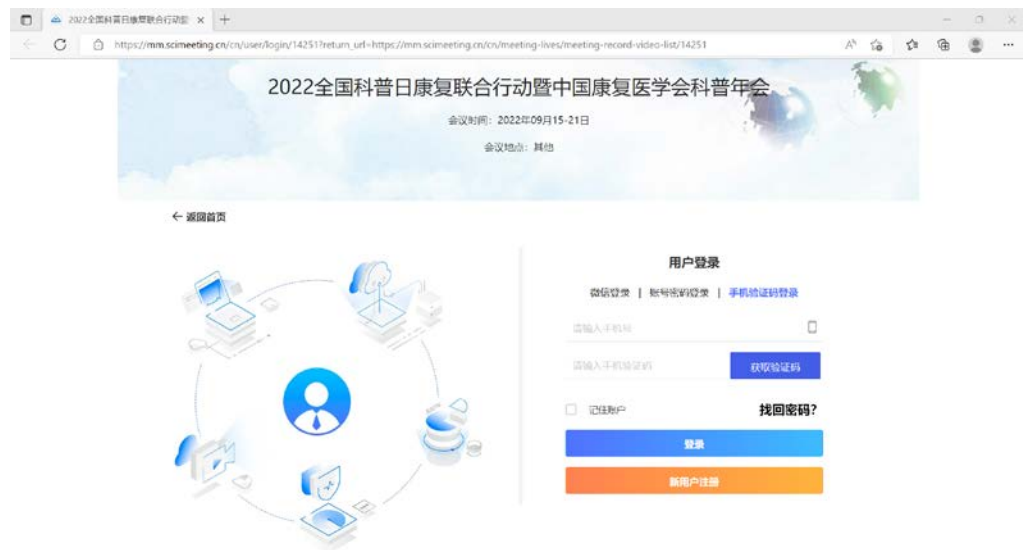 2022全国科普日康复联合行动暨
https://mm.scimeeting.cn/cn/user/login/14251?return_url=https://mm.scimeeting.cn/cn/meeting-lives/meeting-record-video-list/14251
2022全国科普日康复联合行动暨中国康复医学会科普年会
会议时间：2022年09月15-21日
会议地点：其他
← 返回首页
用户登录
微信登录 | 账号密码登录 | 手机验证码登录
请输入手机号
请输入手机验证码
获取验证码
记住账户
找回密码?
登录
新用户注册